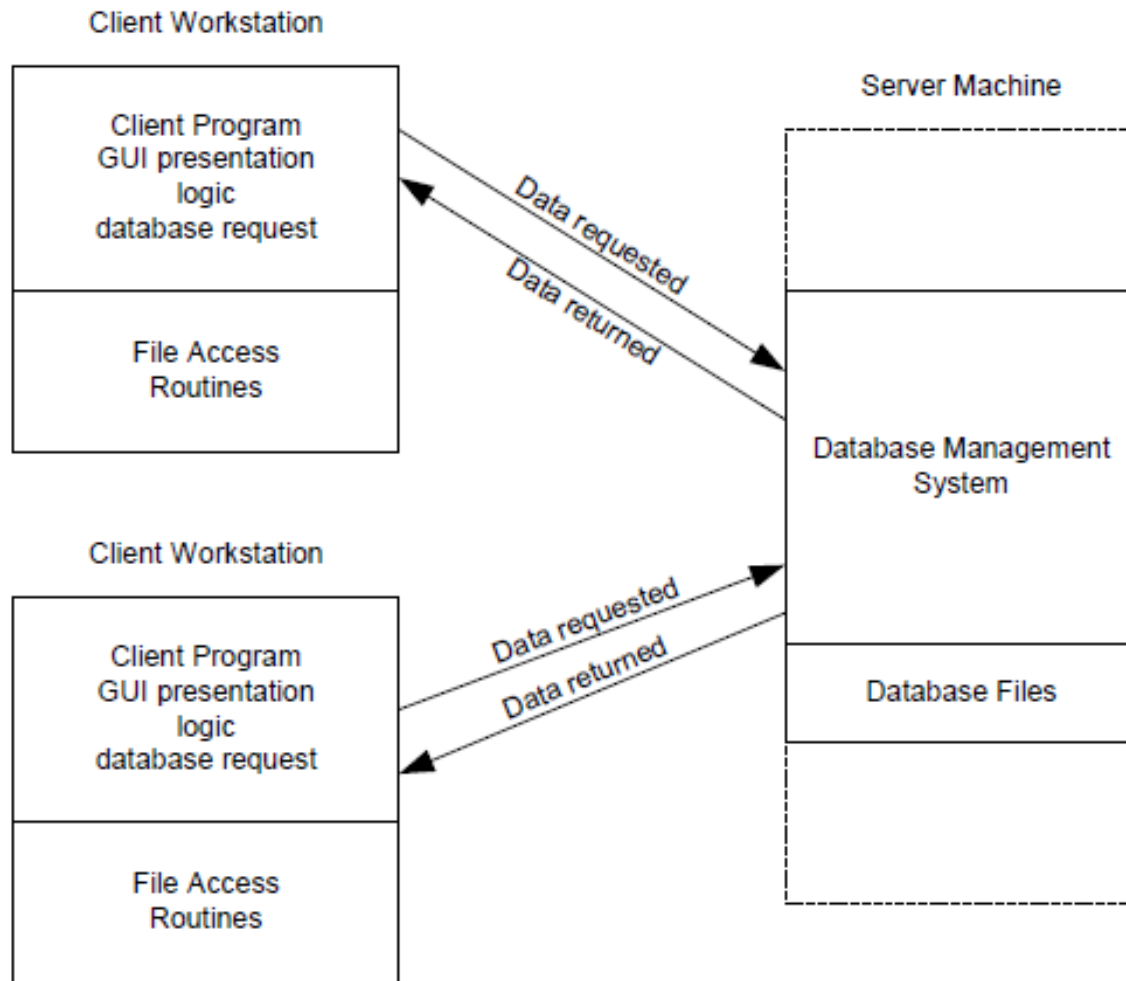 Client Workstation
Client Program
GUI presentation
logic
database request
File Access
Routines
Data requested
Data returned
Server Machine
Database Management
System
Database Files
Client Workstation
Client Program
GUI presentation
logic
database request
File Access
Routines
Data requested
Data returned